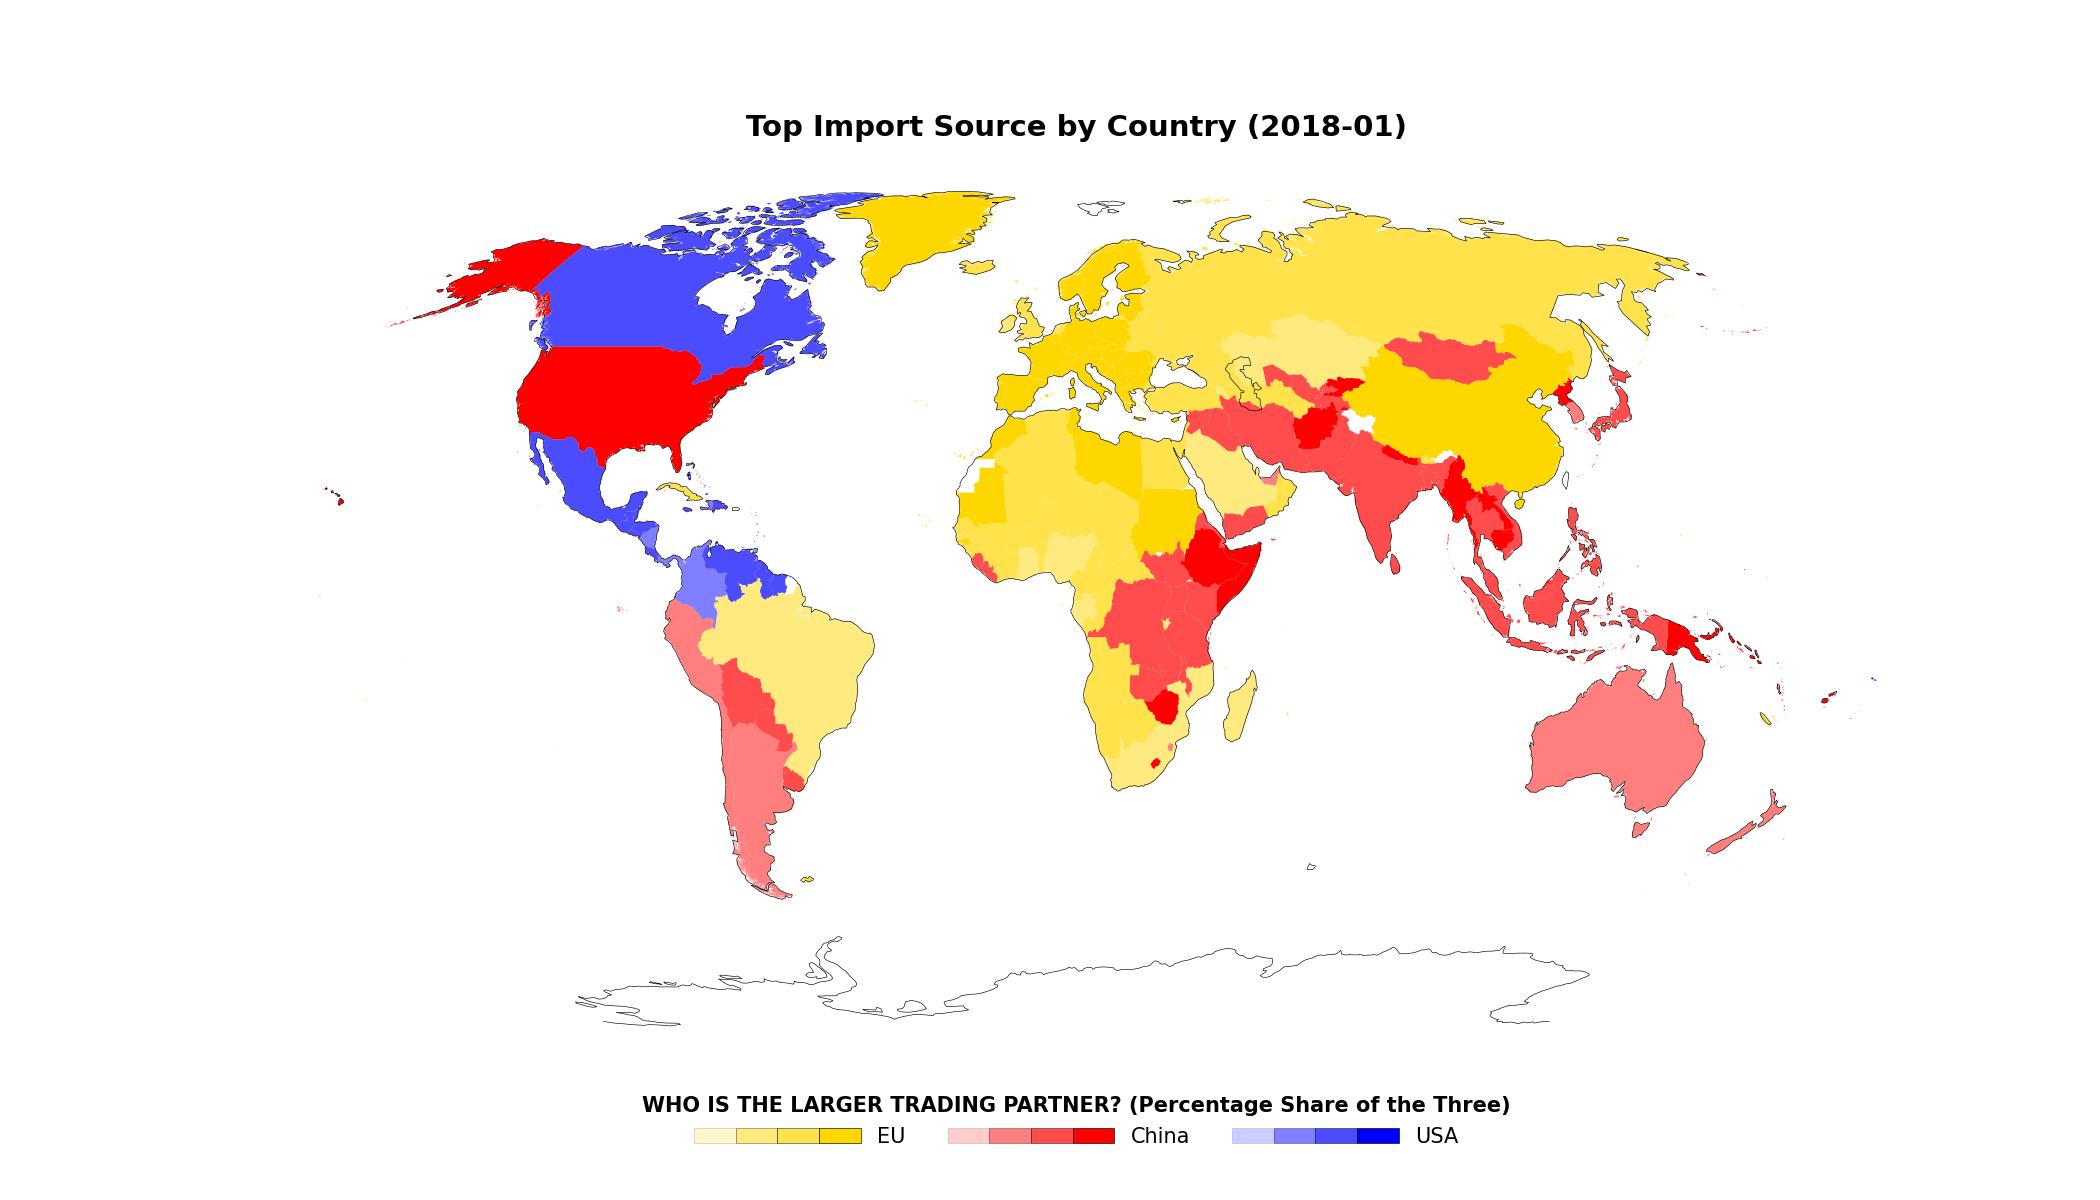 Top Import Source by Country (2018-01)
WHO IS THE LARGER TRADING PARTNER? (Percentage Share of the Three)
EU China USA